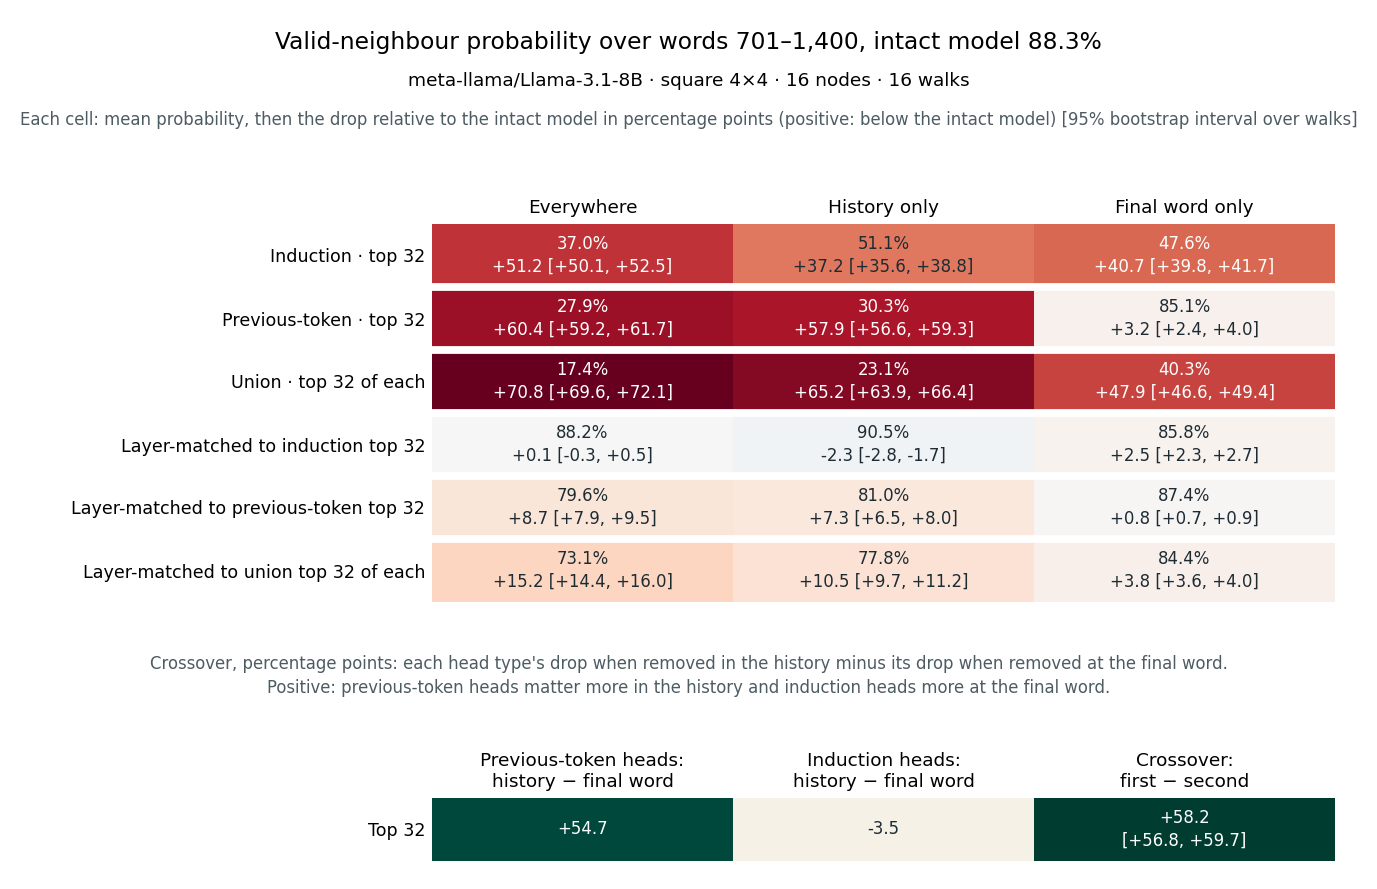 Valid-neighbour probability over words 701–1,400, intact model 88.3%
meta-llama/Llama-3.1-8B · square 4×4 · 16 nodes · 16 walks
Each cell: mean probability, then the drop relative to the intact model in percentage points (positive: below the intact model) [95% bootstrap interval over walks]
Everywhere History only Final word only
Induction · top 32
37.0% 51.1% 47.6%
+51.2 [+50.1, +52.5] +37.2 [+35.6, +38.8] +40.7 [+39.8, +41.7]
Previous-token · top 32
27.9% 30.3% 85.1%
+60.4 [+59.2, +61.7] +57.9 [+56.6, +59.3] +3.2 [+2.4, +4.0]
Union · top 32 of each
17.4% 23.1% 40.3%
+70.8 [+69.6, +72.1] +65.2 [+63.9, +66.4] +47.9 [+46.6, +49.4]
Layer-matched to induction top 32
88.2% 90.5% 85.8%
+0.1 [-0.3, +0.5] -2.3 [-2.8, -1.7] +2.5 [+2.3, +2.7]
Layer-matched to previous-token top 32
79.6% 81.0% 87.4%
+8.7 [+7.9, +9.5] +7.3 [+6.5, +8.0] +0.8 [+0.7, +0.9]
Layer-matched to union top 32 of each
73.1% 77.8% 84.4%
+15.2 [+14.4, +16.0] +10.5 [+9.7, +11.2] +3.8 [+3.6, +4.0]
Crossover, percentage points: each head type's drop when removed in the history minus its drop when removed at the final word.
Positive: previous-token heads matter more in the history and induction heads more at the final word.
Previous-token heads: Induction heads: Crossover:
history − final word history − final word first − second
Top 32 +54.7 -3.5 +58.2
[+56.8, +59.7]